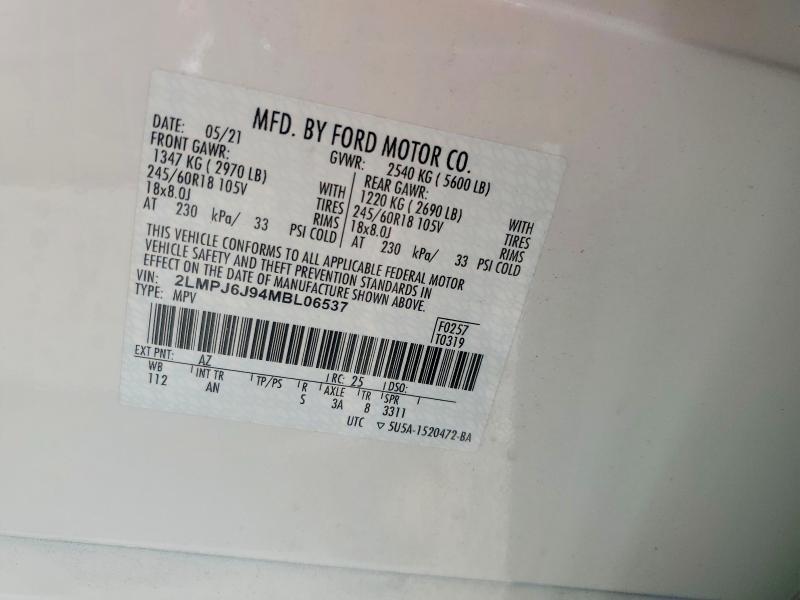 MFD. BY FORD MOTOR CO.
DATE: 05/21 GVWR: 2540 KG ( 5600 LB)
FRONT GAWR: REAR GAWR:
1347 KG ( 2970 LB) WITH 1220 KG ( 2690 LB) WITH
245/60R18 105V TIRES 245/60R18 105V TIRES
18x8.0J RIMS 18x8.0J RIMS
AT 230 kPa/ 33 PSI COLD AT 230 kPa/ 33 PSI COLD
THIS VEHICLE CONFORMS TO ALL APPLICABLE FEDERAL MOTOR
VEHICLE SAFETY AND THEFT PREVENTION STANDARDS IN
EFFECT ON THE DATE OF MANUFACTURE SHOWN ABOVE.
VIN: 2LMPJ6J94MBL06537
TYPE: MPV
F0257
T0319
EXT PNT: AZ RC: 25 DSO:
WB INT TR TP/PS R AXLE TR SPR
112 AN S 3A 8 3311
UTC ▽ 5U5A-1520472-BA